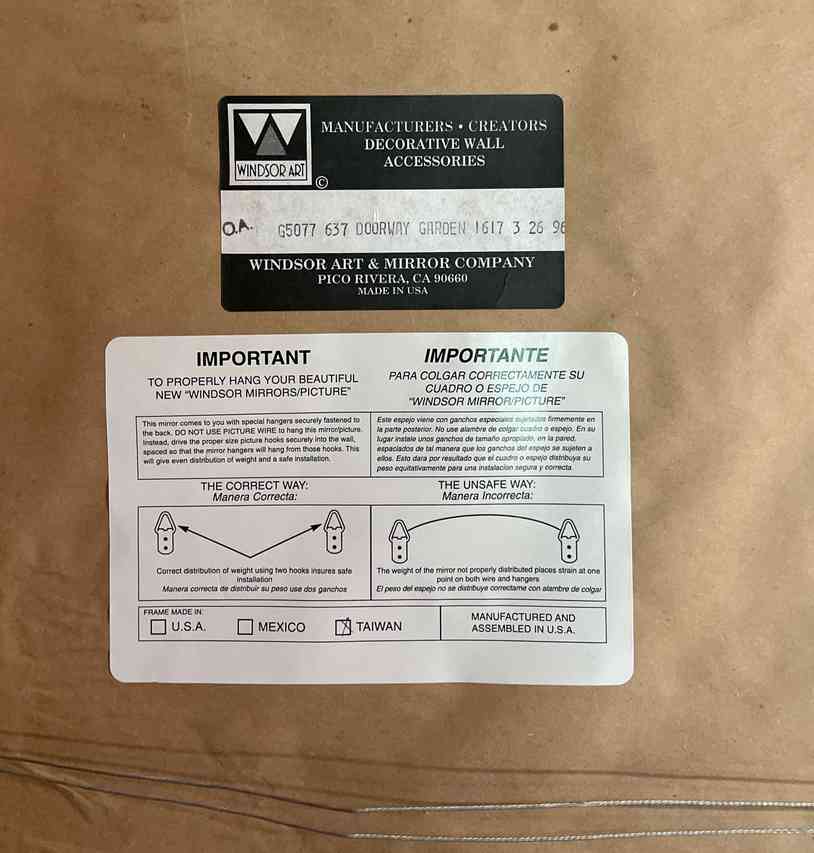 WINDSOR ART
©
MANUFACTURERS • CREATORS
DECORATIVE WALL
ACCESSORIES
O.A. G5077 637 DOORWAY GARDEN 1617 3 26 96
WINDSOR ART & MIRROR COMPANY
PICO RIVERA, CA 90660
MADE IN USA
IMPORTANT
TO PROPERLY HANG YOUR BEAUTIFUL
NEW “WINDSOR MIRRORS/PICTURE”
This mirror comes to you with special hangers securely fastened to
the back. DO NOT USE PICTURE WIRE to hang this mirror/picture.
Instead, drive the proper size picture hooks securely into the wall,
spaced so that the mirror hangers will hang from those hooks. This
will give even distribution of weight and a safe installation.
IMPORTANTE
PARA COLGAR CORRECTAMENTE SU
CUADRO O ESPEJO DE
“WINDSOR MIRROR/PICTURE”
Este espejo viene con ganchos especiales sujetados firmemente en
la parte posterior. No use alambre de colgar cuadro o espejo. En su
lugar instale unos ganchos de tamaño apropiado, en la pared,
espaciados de tal manera que los ganchos del espejo se sujeten a
ellos. Esto dara por resultado que el cuadro o espejo distribuya su
peso equitativamente para una instalacion segura y correcta.
THE CORRECT WAY:
Manera Correcta:
Correct distribution of weight using two hooks insures safe
installation
Manera correcta de distribuir su peso use dos ganchos
THE UNSAFE WAY:
Manera Incorrecta:
The weight of the mirror not properly distributed places strain at one
point on both wire and hangers
El peso del espejo no se distribuye correctame con alambre de colgar
FRAME MADE IN:
U.S.A. MEXICO TAIWAN
MANUFACTURED AND
ASSEMBLED IN U.S.A.